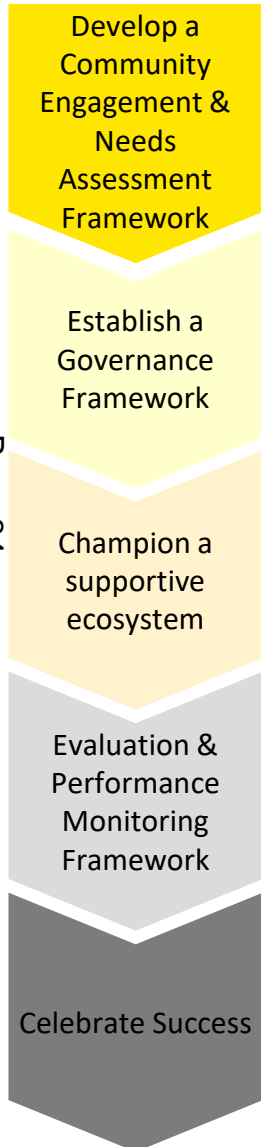 Develop a
Community
Engagement &
Needs
Assessment
Framework
Establish a
Governance
Framework
Champion a
supportive
ecosystem
Evaluation &
Performance
Monitoring
Framework
Celebrate Success